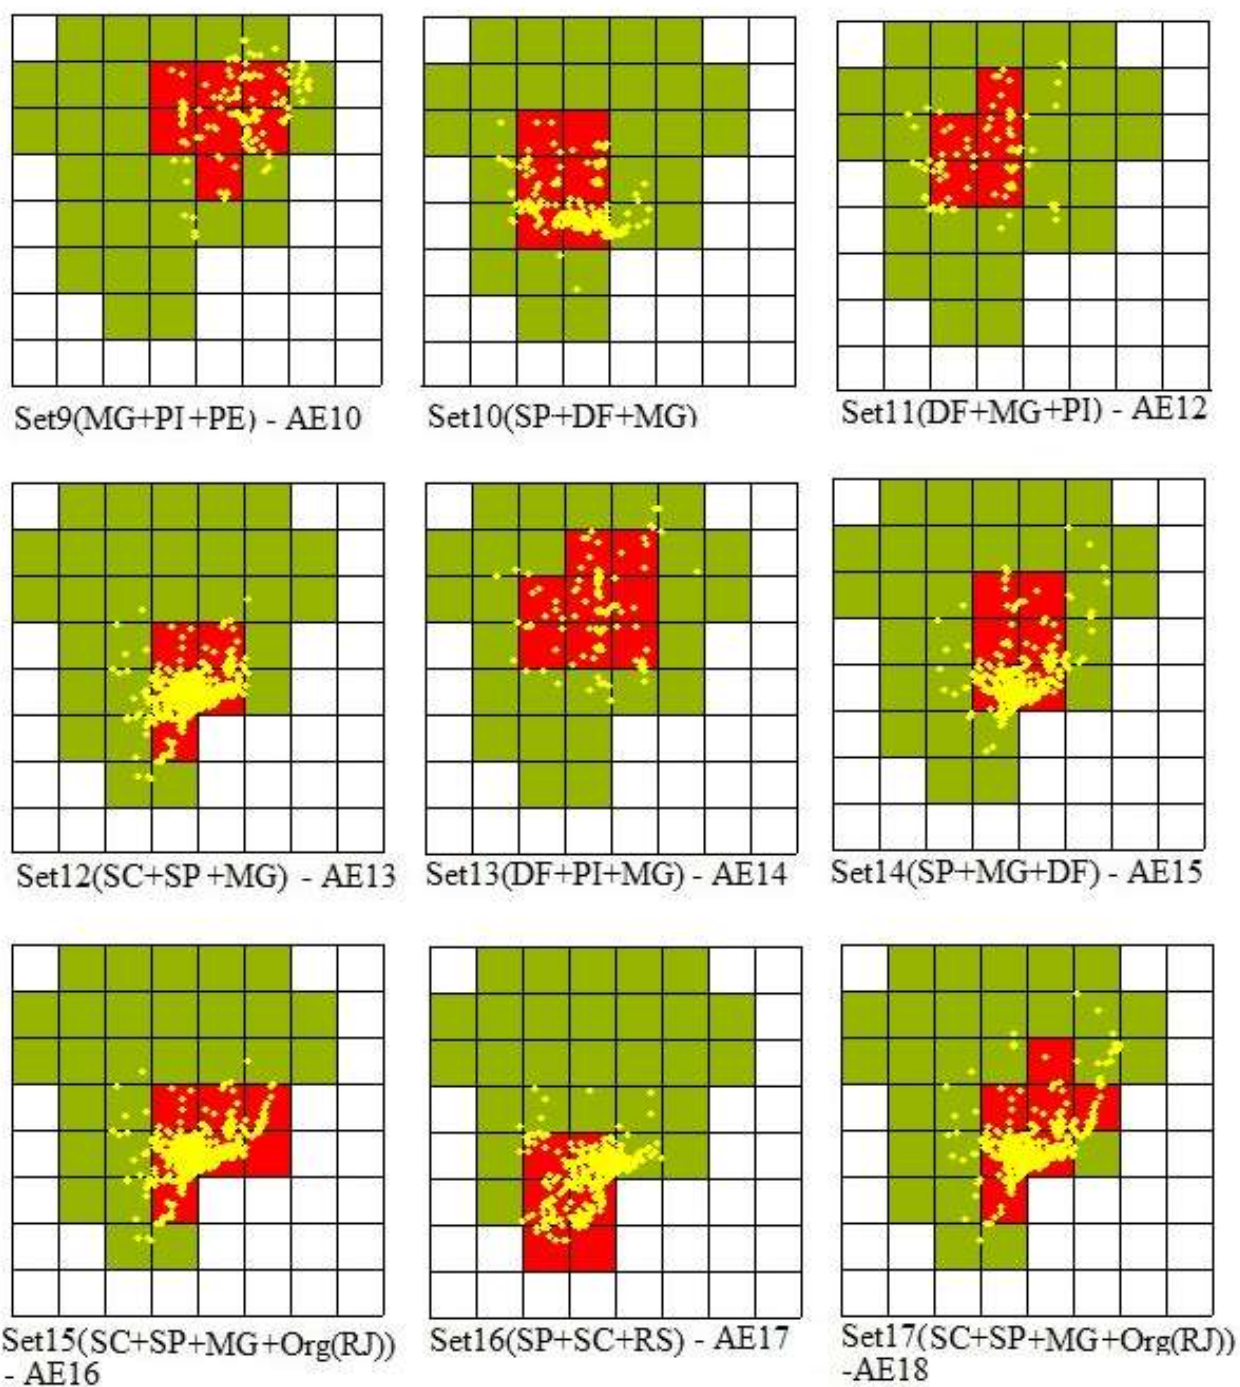 Set9(MG+PI+PE) - AE10
Set10(SP+DF+MG)
Set11(DF+MG+PI) - AE12
Set12(SC+SP+MG) - AE13
Set13(DF+PI+MG) - AE14
Set14(SP+MG+DF) - AE15
Set15(SC+SP+MG+Org(RJ))
- AE16
Set16(SP+SC+RS) - AE17
Set17(SC+SP+MG+Org(RJ))
-AE18